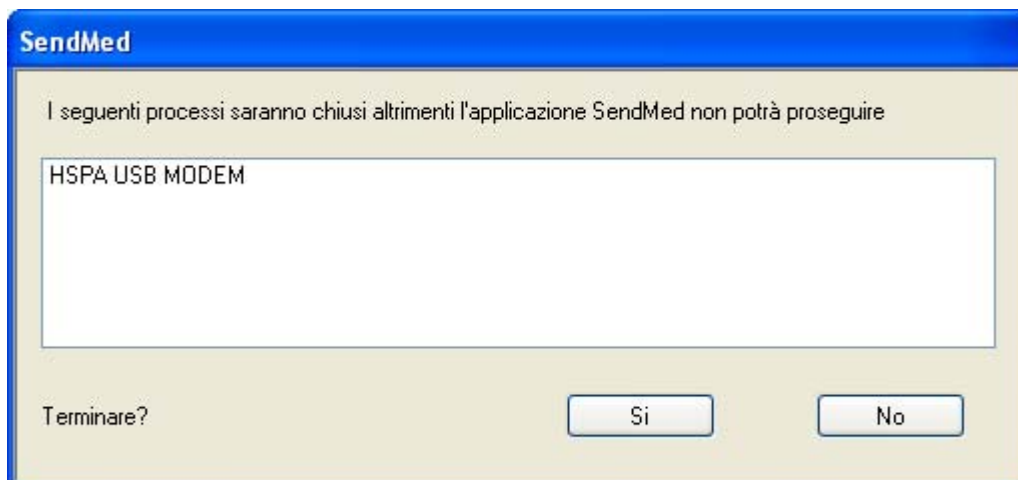 SendMed
I seguenti processi saranno chiusi altrimenti l'applicazione SendMed non potrà proseguire
HSPA USB MODEM
Terminare?
Si
No